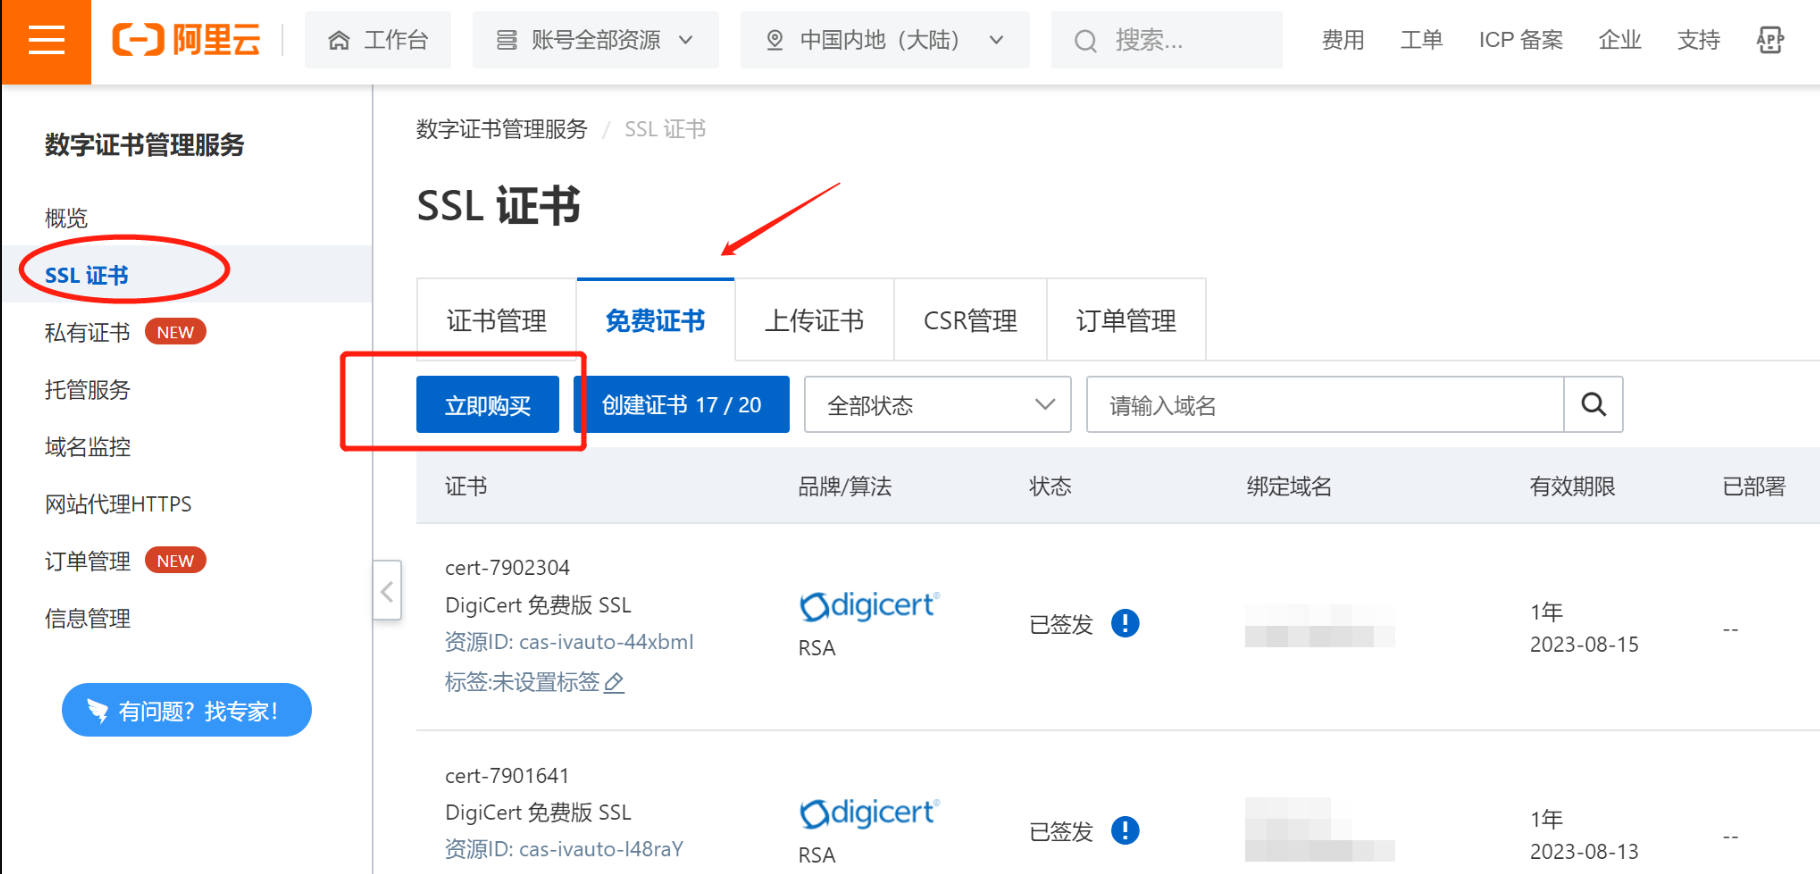 阿里云
工作台
账号全部资源
中国内地（大陆）
搜索...
费用
工单
ICP 备案
企业
支持
APP
数字证书管理服务
概览
SSL 证书
私有证书 NEW
托管服务
域名监控
网站代理HTTPS
订单管理 NEW
信息管理
有问题？找专家！
数字证书管理服务 / SSL 证书
SSL 证书
证书管理
免费证书
上传证书
CSR管理
订单管理
立即购买
创建证书 17 / 20
全部状态
请输入域名
证书
品牌/算法
状态
绑定域名
有效期限
已部署
cert-7902304
DigiCert 免费版 SSL
资源ID: cas-ivauto-44xbml
标签:未设置标签
digicert®
RSA
已签发
1年
2023-08-15
--
cert-7901641
DigiCert 免费版 SSL
资源ID: cas-ivauto-l48raY
digicert®
RSA
已签发
1年
2023-08-13
--